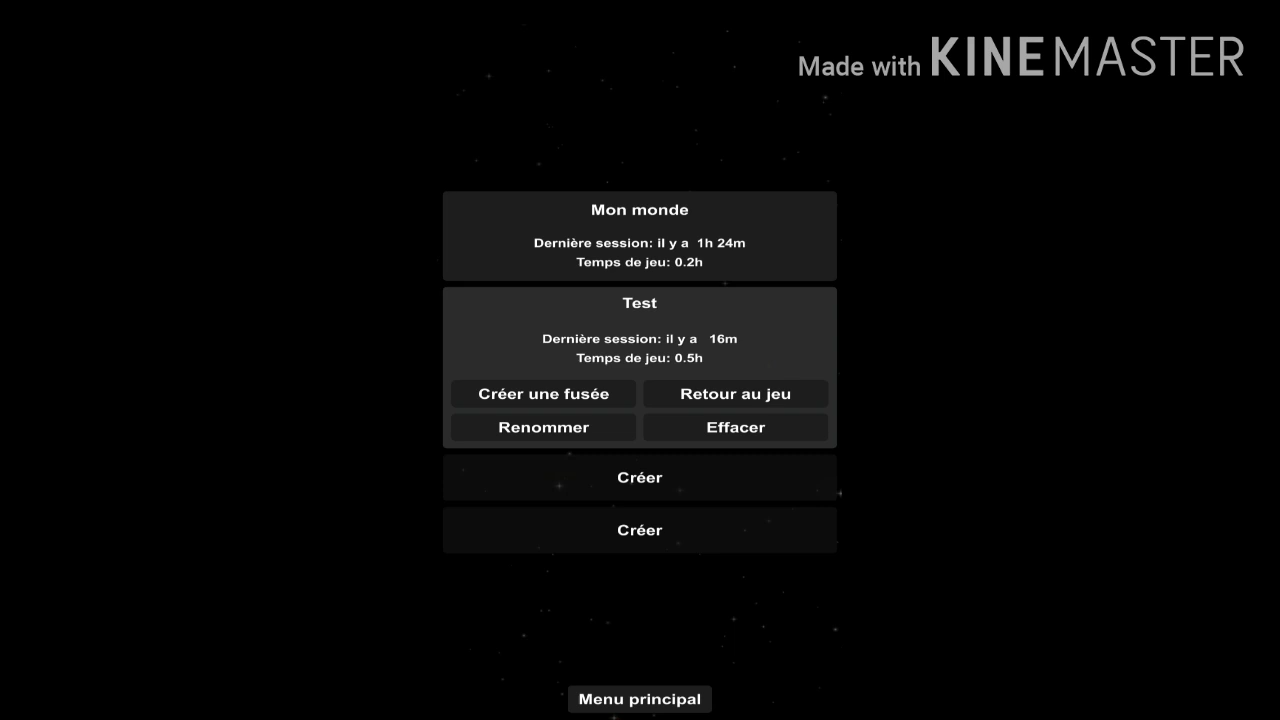 Made with KINEMASTER
Mon monde
Dernière session: il y a 1h 24m
Temps de jeu: 0.2h
Test
Dernière session: il y a 16m
Temps de jeu: 0.5h
Créer une fusée
Retour au jeu
Renommer
Effacer
Créer
Créer
Menu principal